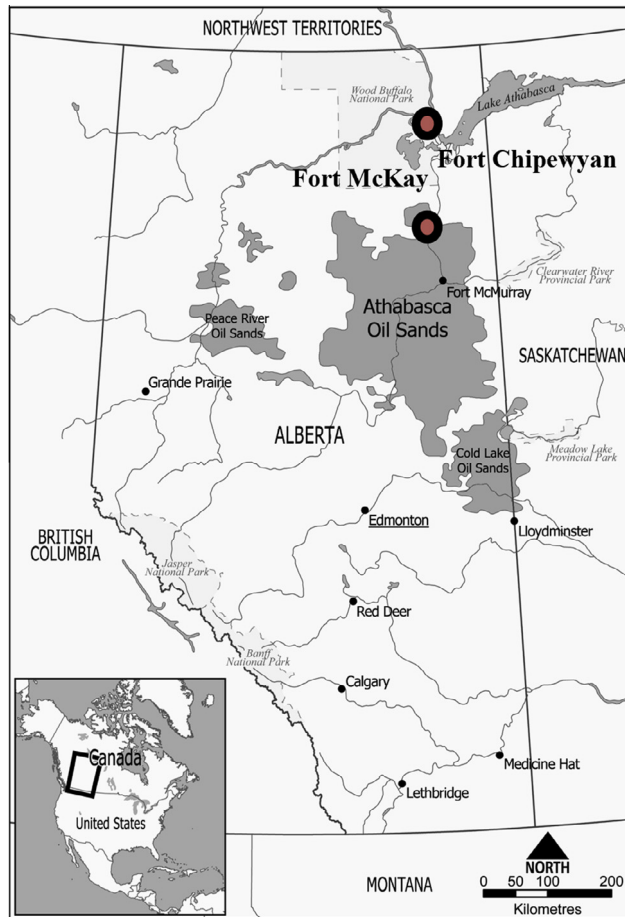 NORTHWEST TERRITORIES
Wood Buffalo
National Park
Lake Athabasca
Fort Chipewyan
Fort McKay
Clearwater River
Provincial Park
Fort McMurray
Athabasca
Oil Sands
Peace River
Oil Sands
SASKATCHEWAN
Grande Prairie
ALBERTA
Meadow Lake
Provincial Park
Cold Lake
Oil Sands
Edmonton
Lloydminster
BRITISH
COLUMBIA
Jasper
National Park
Red Deer
Banff
National Park
Calgary
Canada
Medicine Hat
Lethbridge
United States
NORTH
MONTANA
0 50 100 200
Kilometres